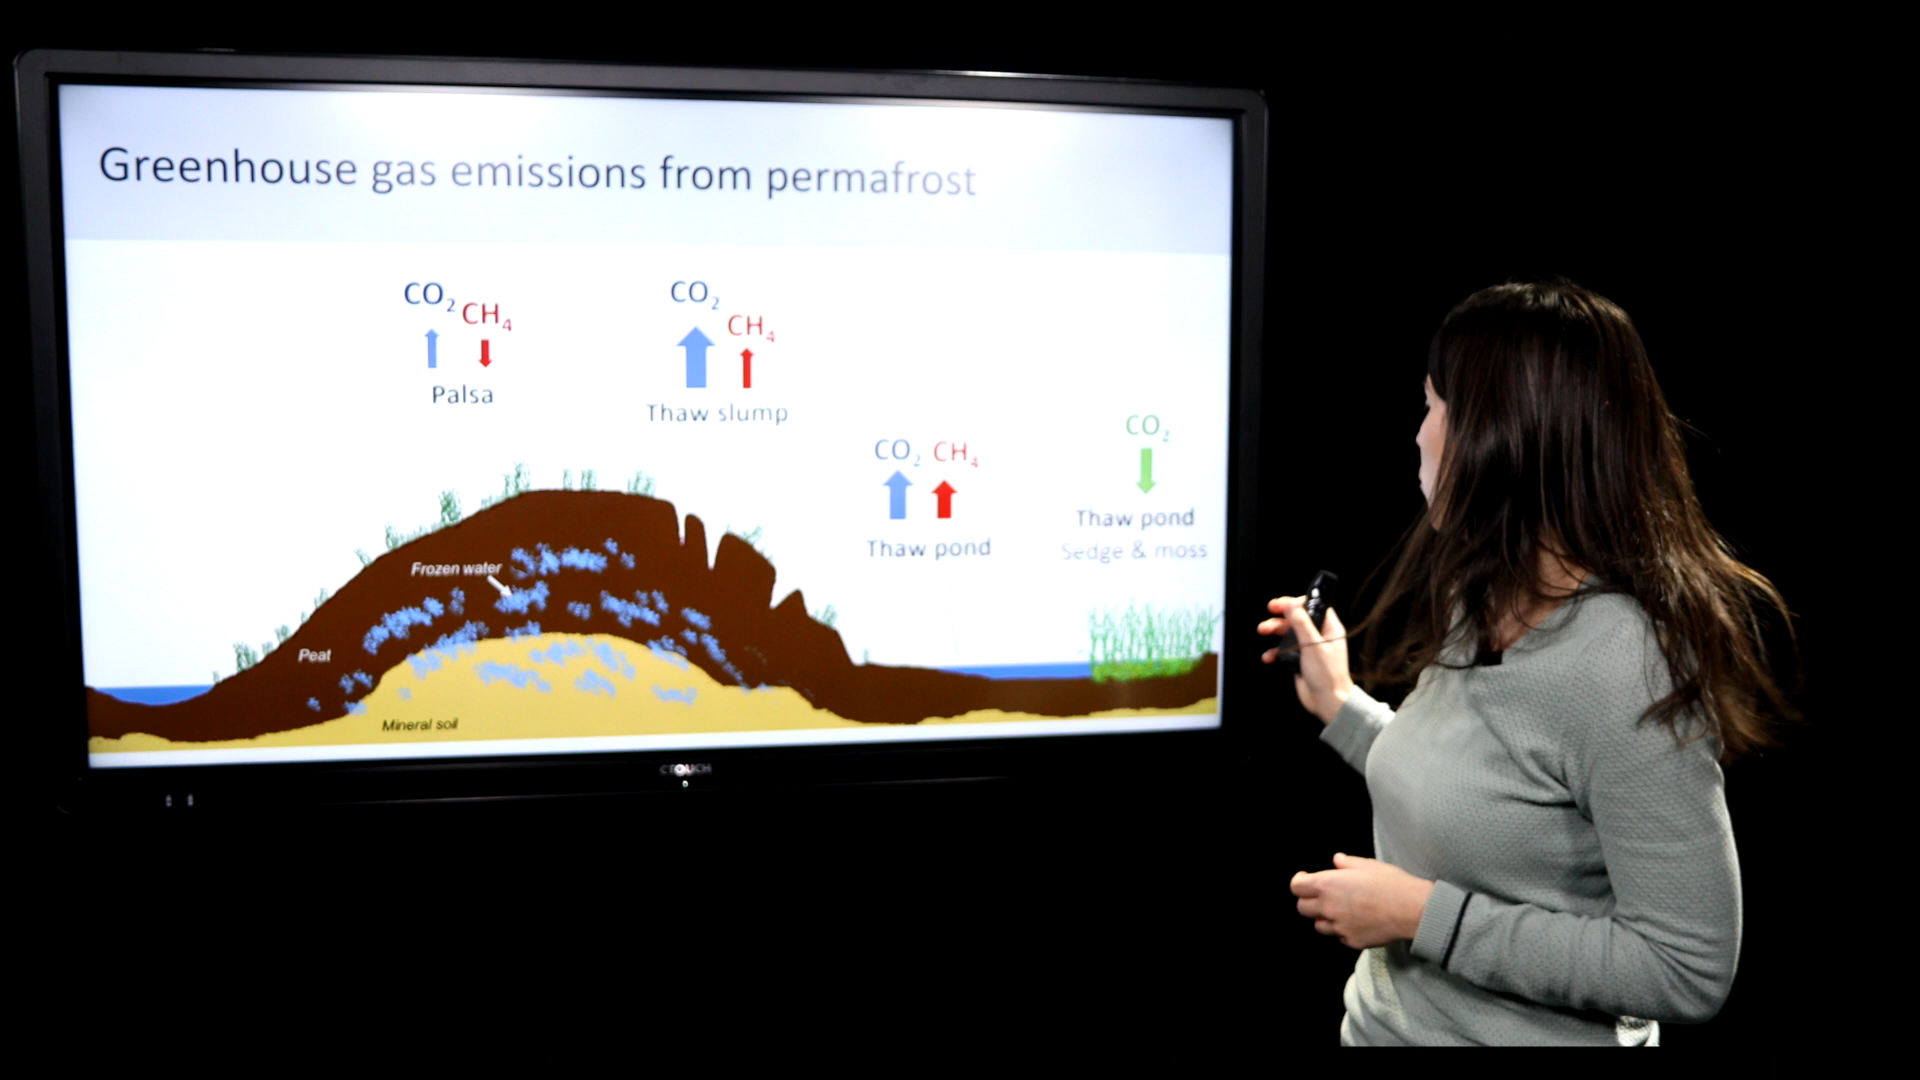 Greenhouse gas emissions from permafrost
CO₂ CH₄
Palsa
CO₂ CH₄
Thaw slump
CO₂ CH₄
Thaw pond
CO₂
Thaw pond
Sedge & moss
Frozen water
Peat
Mineral soil
CTOUCH